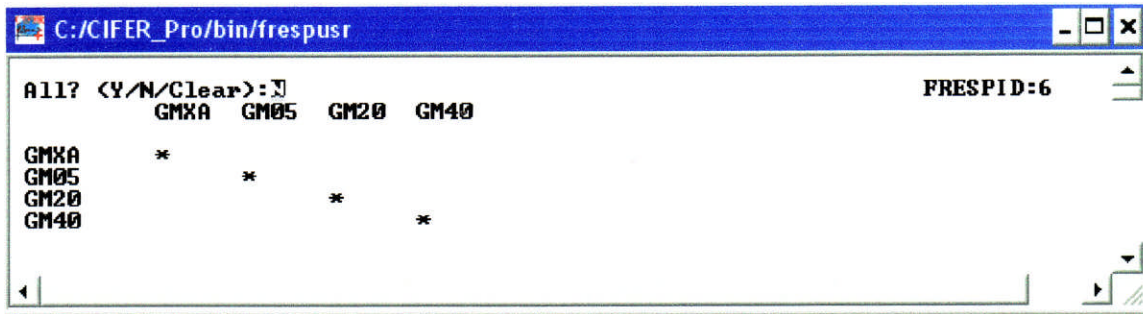 C:/CIFER_Pro/bin/frespusr
All? (Y/N/Clear):N FRESPID:6
GMXA GM05 GM20 GM40
GMXA *
GM05 *
GM20 *
GM40 *